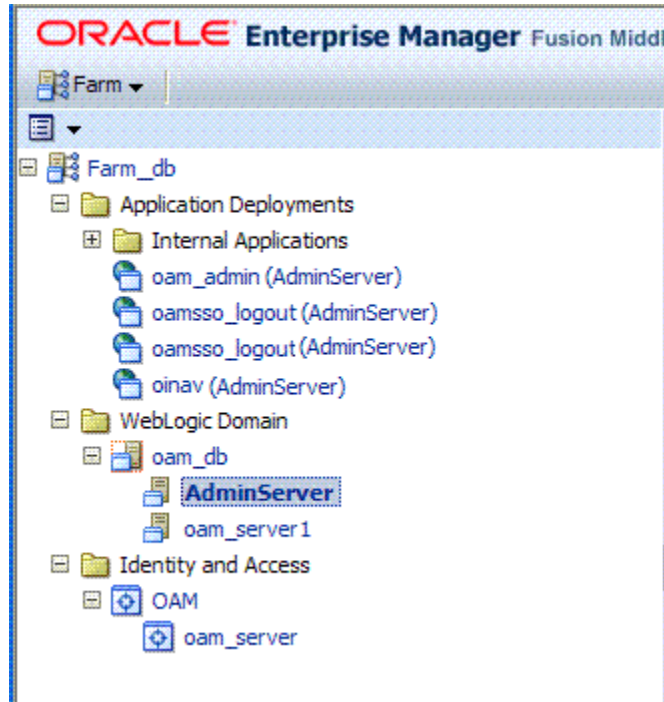 ORACLE Enterprise Manager Fusion Middl
Farm
Farm_db
Application Deployments
Internal Applications
oam_admin (AdminServer)
oamsso_logout (AdminServer)
oamsso_logout (AdminServer)
oinav (AdminServer)
WebLogic Domain
oam_db
AdminServer
oam_server1
Identity and Access
OAM
oam_server